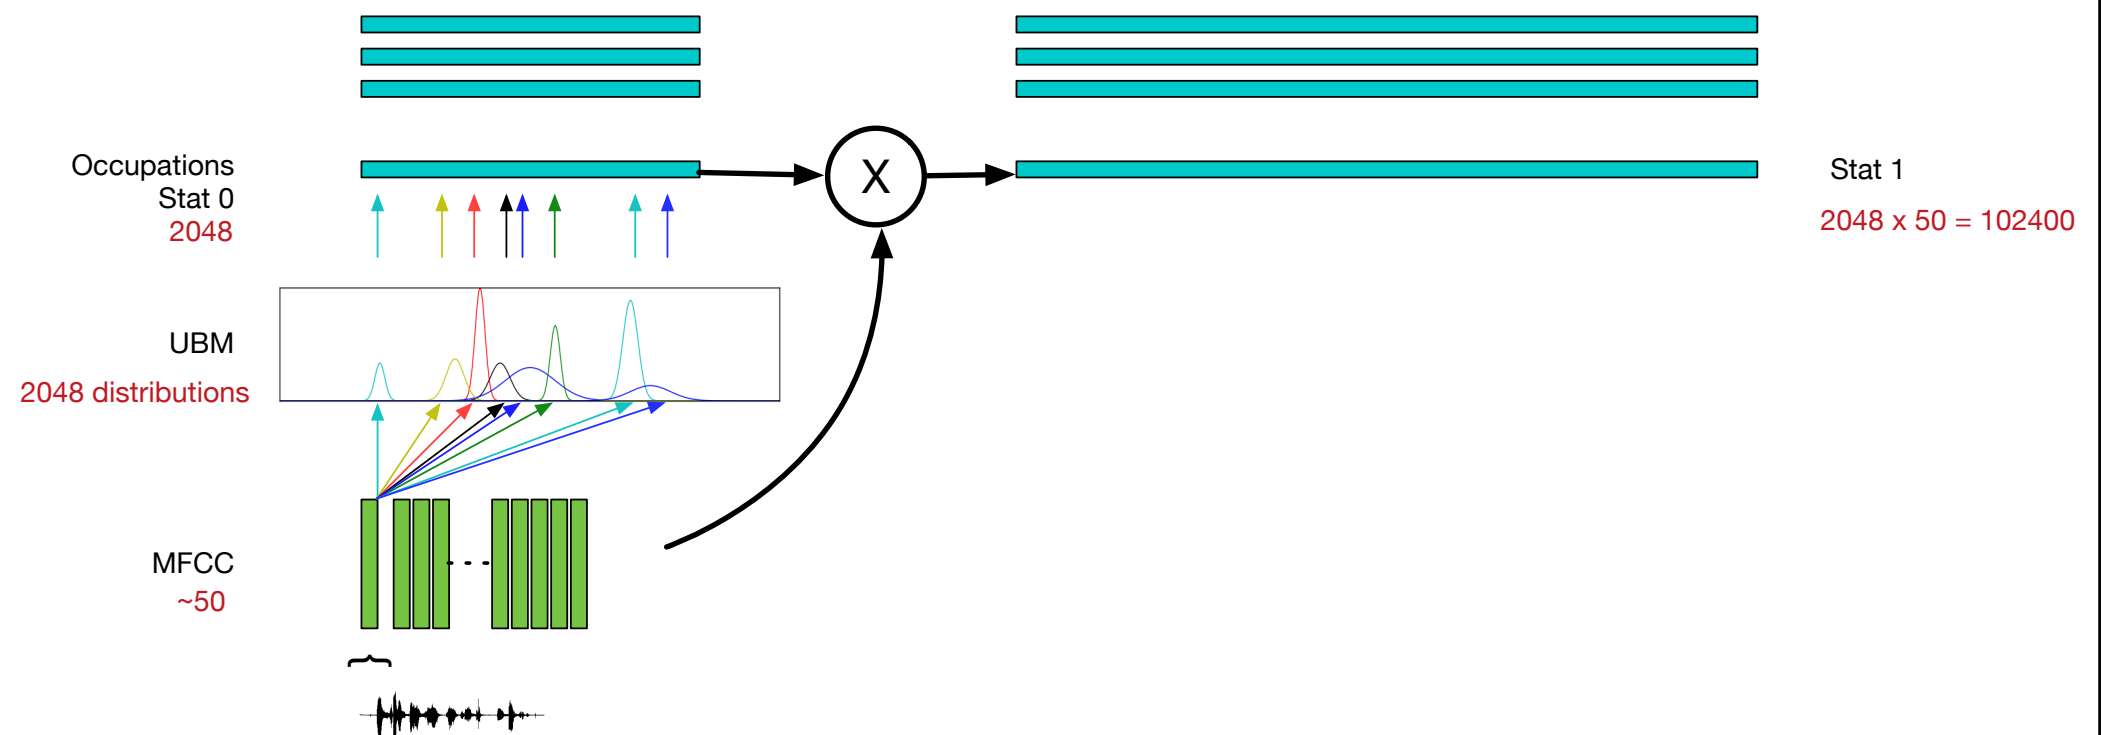 Occupations
Stat 0
2048
X
Stat 1
2048 x 50 = 102400
UBM
2048 distributions
MFCC
~50